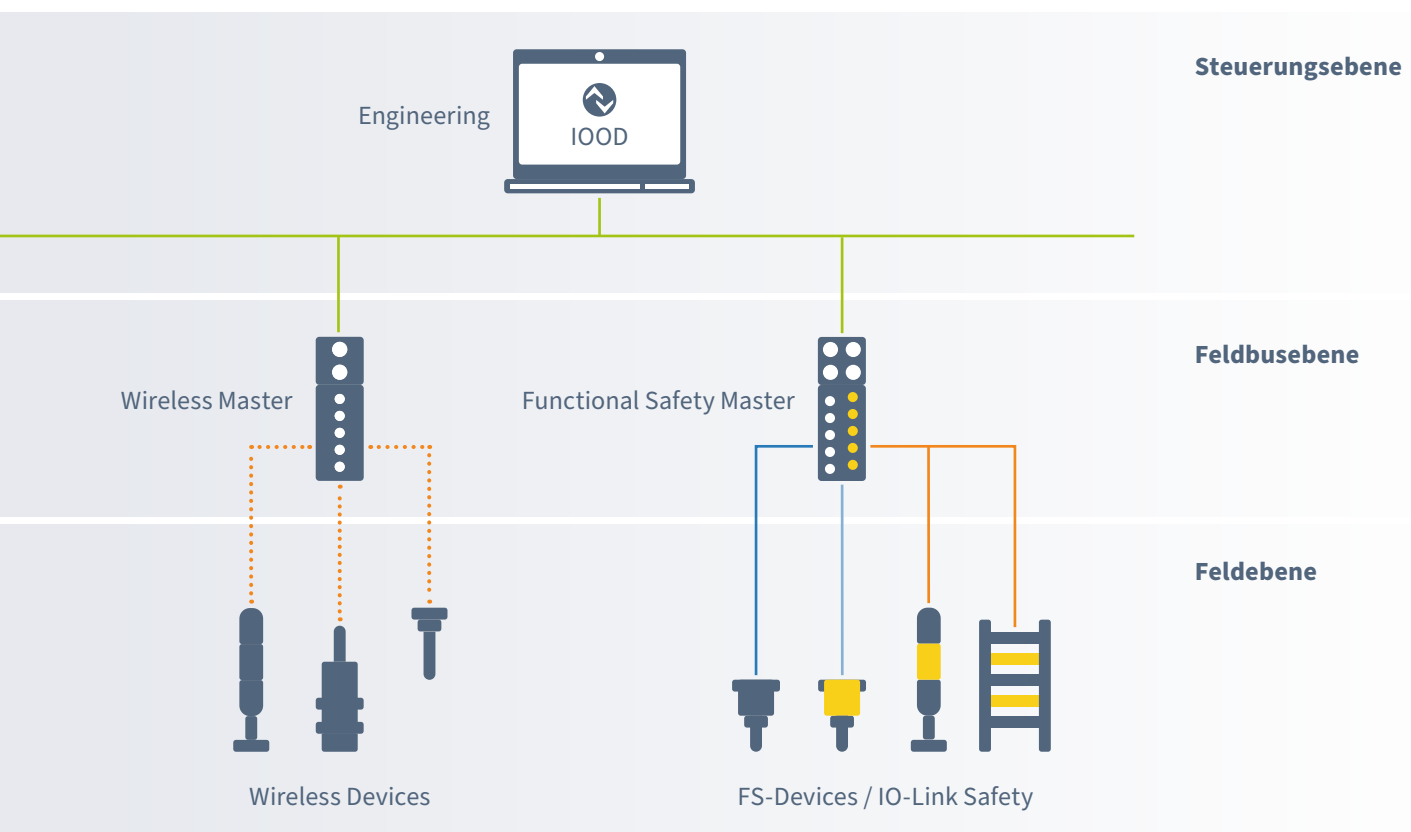 Steuerungsebene
Engineering
IOOD
Feldbusebene
Wireless Master
Functional Safety Master
Feldebene
Wireless Devices
FS-Devices / IO-Link Safety